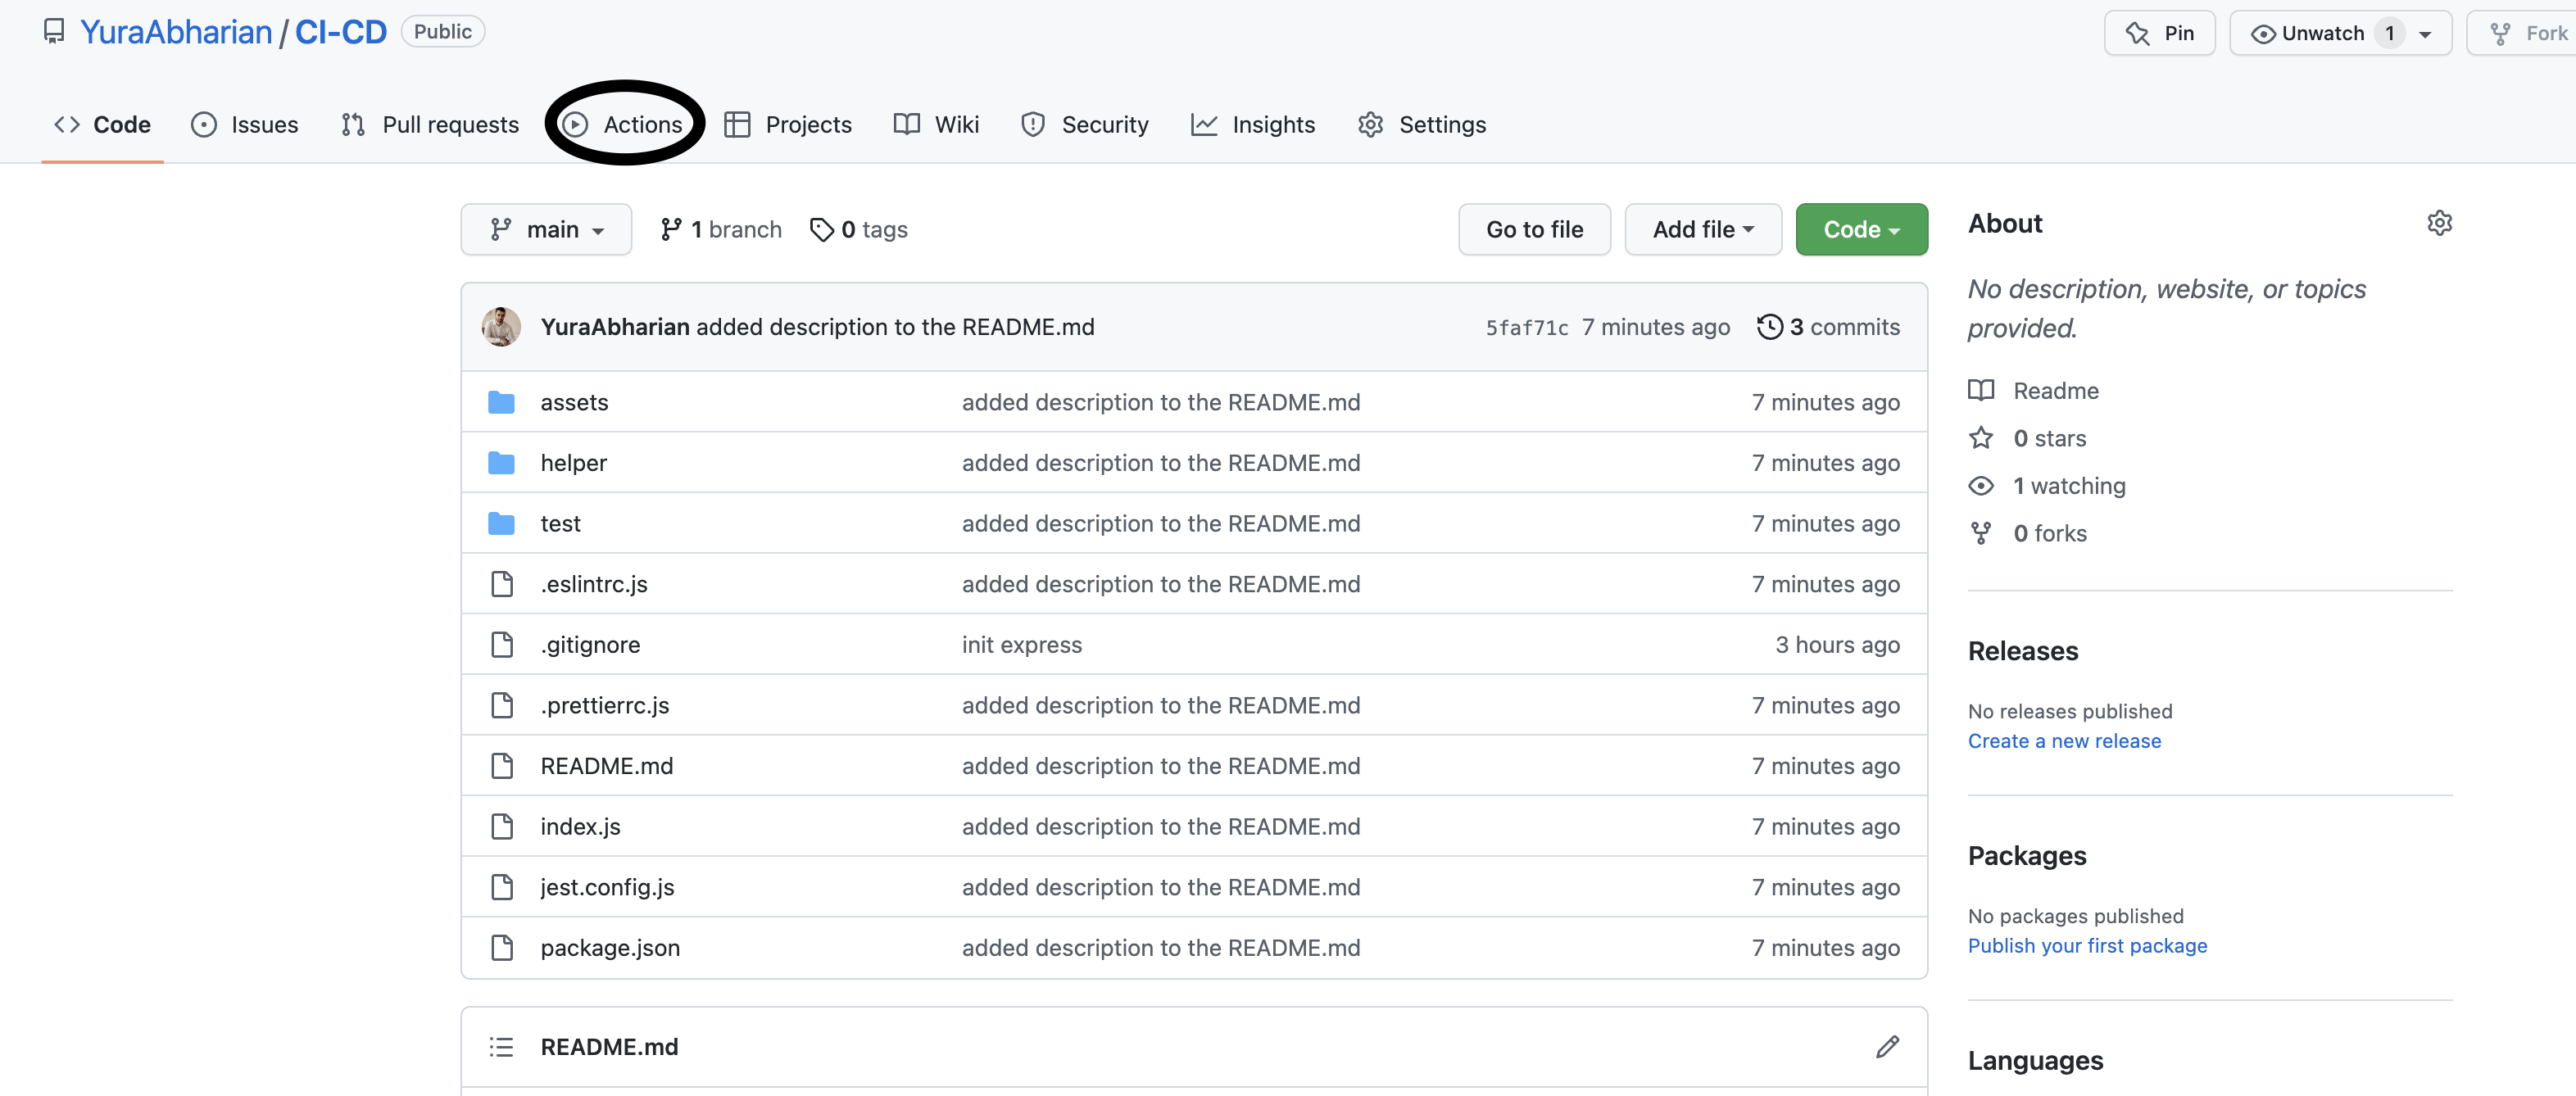 YuraAbharian / CI-CD Public
Pin
Unwatch 1
Fork
Code
Issues
Pull requests
Actions
Projects
Wiki
Security
Insights
Settings
main
1 branch
0 tags
Go to file
Add file
Code
YuraAbharian added description to the README.md 5faf71c 7 minutes ago 3 commits
assets added description to the README.md 7 minutes ago
helper added description to the README.md 7 minutes ago
test added description to the README.md 7 minutes ago
.eslintrc.js added description to the README.md 7 minutes ago
.gitignore init express 3 hours ago
.prettierrc.js added description to the README.md 7 minutes ago
README.md added description to the README.md 7 minutes ago
index.js added description to the README.md 7 minutes ago
jest.config.js added description to the README.md 7 minutes ago
package.json added description to the README.md 7 minutes ago
README.md
About
No description, website, or topics
provided.
Readme
0 stars
1 watching
0 forks
Releases
No releases published
Create a new release
Packages
No packages published
Publish your first package
Languages